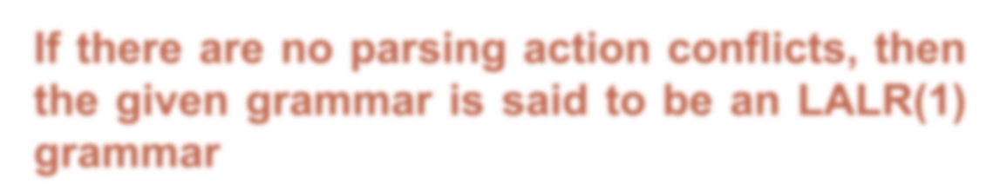 If there are no parsing action conflicts, then
the given grammar is said to be an LALR(1)
grammar